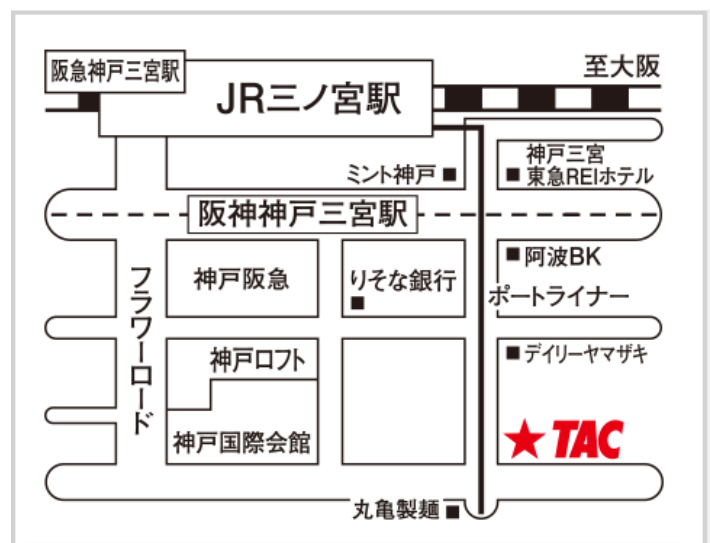 阪急神戸三宮駅
JR三ノ宮駅
至大阪
ミント神戸
神戸三宮
東急REIホテル
阪神神戸三宮駅
フラワーロード
神戸阪急
りそな銀行
阿波BK
ポートライナー
神戸ロフト
デイリーヤマザキ
神戸国際会館
TAC
丸亀製麺